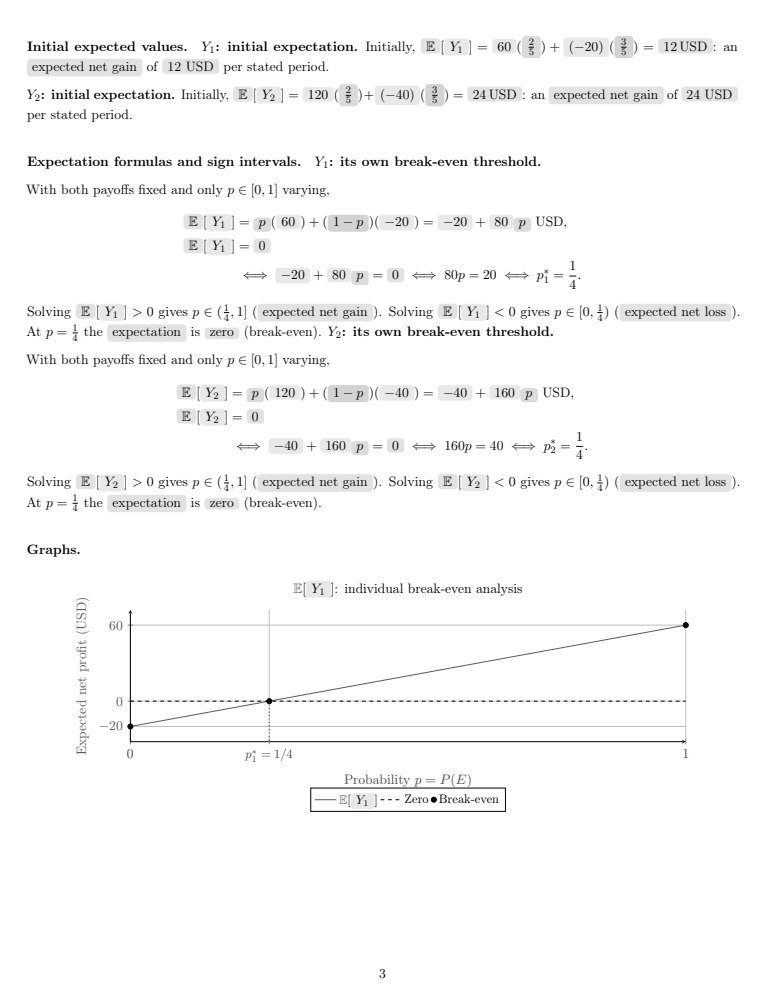 Initial expected values. Y₁: initial expectation. Initially, 𝔼 [ Y₁ ] = 60 (2/5) + (−20) (3/5) = 12 USD : an
expected net gain of 12 USD per stated period.
Y₂: initial expectation. Initially, 𝔼 [ Y₂ ] = 120 (2/5)+ (−40) (3/5) = 24 USD : an expected net gain of 24 USD
per stated period.
Expectation formulas and sign intervals. Y₁: its own break-even threshold.
With both payoffs fixed and only p ∈ [0, 1] varying,
𝔼 [ Y₁ ] = p ( 60 ) + ( 1 − p )( −20 ) = −20 + 80 p USD,
𝔼 [ Y₁ ] = 0
⟺ −20 + 80 p = 0 ⟺ 80p = 20 ⟺ p₁* = 1/4.
Solving 𝔼 [ Y₁ ] > 0 gives p ∈ (1/4, 1] ( expected net gain ). Solving 𝔼 [ Y₁ ] < 0 gives p ∈ [0, 1/4) ( expected net loss ).
At p = 1/4 the expectation is zero (break-even). Y₂: its own break-even threshold.
With both payoffs fixed and only p ∈ [0, 1] varying,
𝔼 [ Y₂ ] = p ( 120 ) + ( 1 − p )( −40 ) = −40 + 160 p USD,
𝔼 [ Y₂ ] = 0
⟺ −40 + 160 p = 0 ⟺ 160p = 40 ⟺ p₂* = 1/4.
Solving 𝔼 [ Y₂ ] > 0 gives p ∈ (1/4, 1] ( expected net gain ). Solving 𝔼 [ Y₂ ] < 0 gives p ∈ [0, 1/4) ( expected net loss ).
At p = 1/4 the expectation is zero (break-even).
Graphs.
𝔼[ Y₁ ]: individual break-even analysis
Expected net profit (USD)
60
0
−20
0
p₁* = 1/4
1
Probability p = P(E)
𝔼[ Y₁ ] Zero Break-even
3